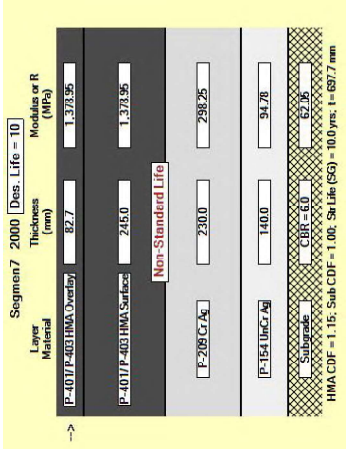 Segmen7 2000 Des. Life = 10
Layer Material Thickness (mm) Modulus or R (MPa)
--> P-401/ P-403 HMA Overlay 82.7 1,378.95
P-401/ P-403 HMA Surface 245.0 1,378.95
Non-Standerd Life
P-209 Cr Ag 230.0 298.25
P-154 UnCr Ag 140.0 94.78
Subgrade CBR = 6.0 62.05
HMA CDF = 1.15; Sub CDF = 1.00; Str Life (SG) = 10.0 yrs; t = 697.7 mm